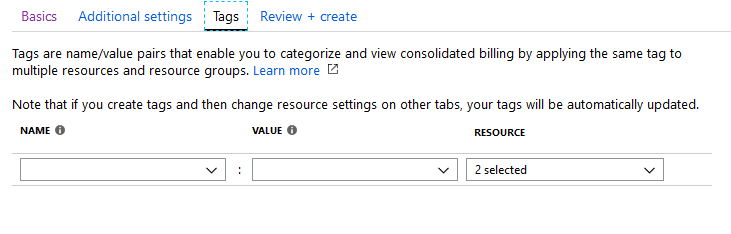 Basics Additional settings Tags Review + create
Tags are name/value pairs that enable you to categorize and view consolidated billing by applying the same tag to
multiple resources and resource groups. Learn more
Note that if you create tags and then change resource settings on other tabs, your tags will be automatically updated.
NAME VALUE RESOURCE
: 2 selected